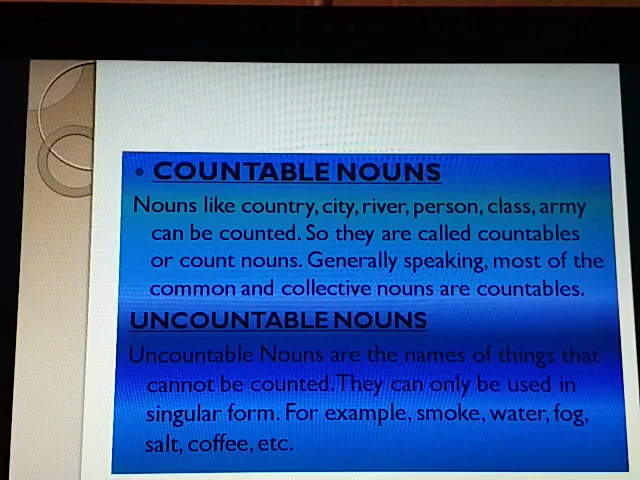 • COUNTABLE NOUNS
Nouns like country, city, river, person, class, army
can be counted. So they are called countables
or count nouns. Generally speaking, most of the
common and collective nouns are countables.
UNCOUNTABLE NOUNS
Uncountable Nouns are the names of things that
cannot be counted. They can only be used in
singular form. For example, smoke, water, fog,
salt, coffee, etc.